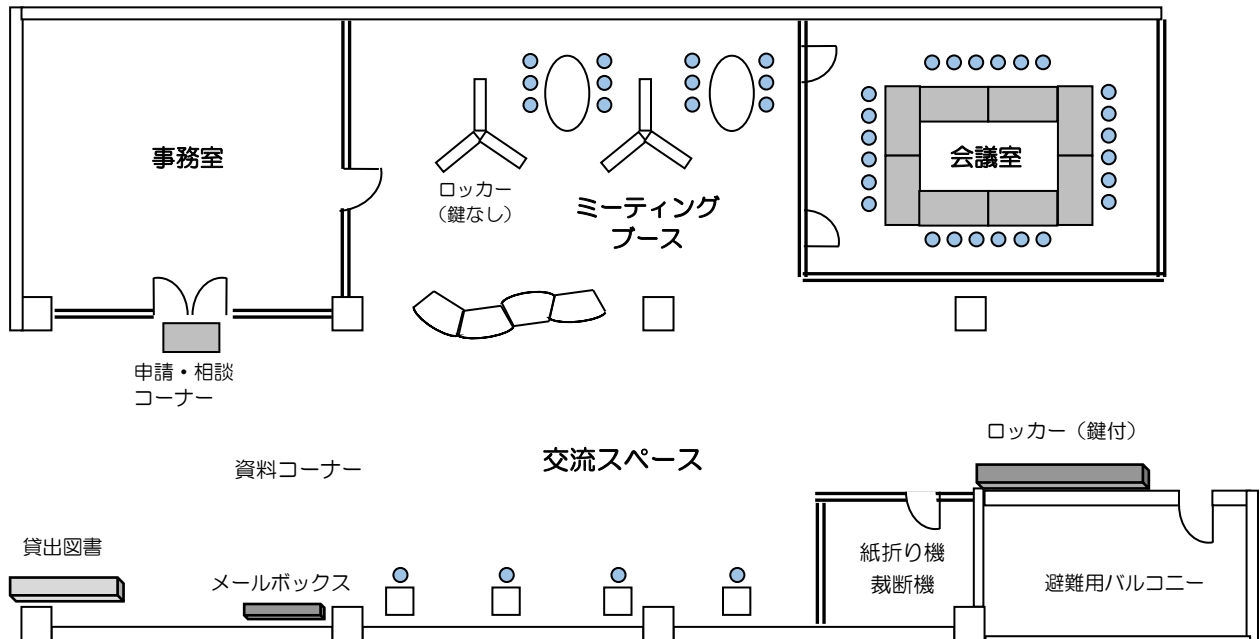 事務室
ロッカー
（鍵なし）
ミーティング
ブース
会議室
申請・相談
コーナー
資料コーナー
交流スペース
ロッカー（鍵付）
貸出図書
メールボックス
紙折り機
裁断機
避難用バルコニー